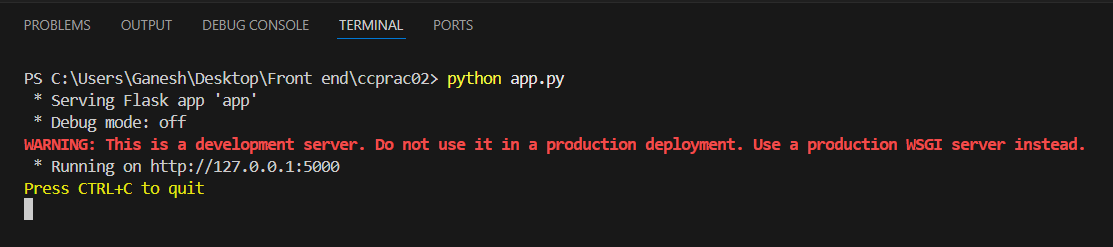 PROBLEMS OUTPUT DEBUG CONSOLE TERMINAL PORTS
PS C:\Users\Ganesh\Desktop\Front end\ccprac02> python app.py
 * Serving Flask app 'app'
 * Debug mode: off
WARNING: This is a development server. Do not use it in a production deployment. Use a production WSGI server instead.
 * Running on http://127.0.0.1:5000
Press CTRL+C to quit